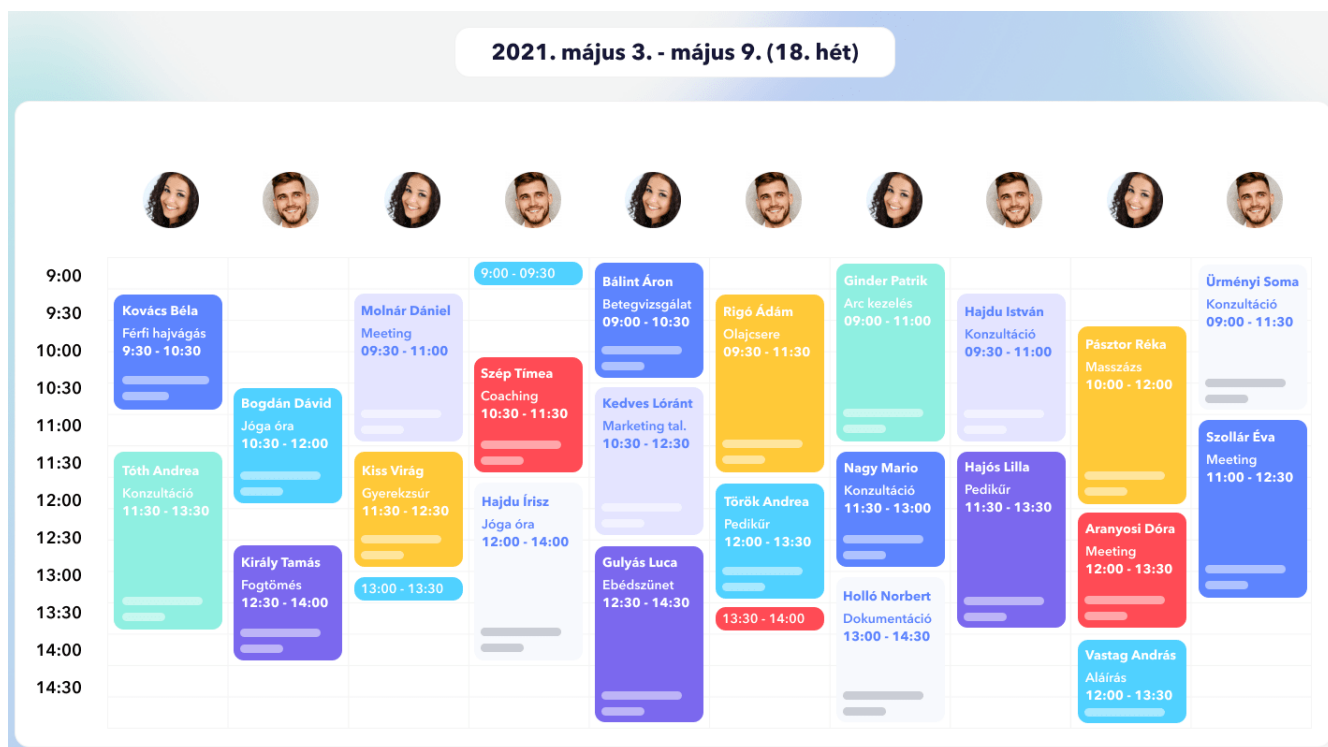 2021. május 3. - május 9. (18. hét)
9:00
9:30
10:00
10:30
11:00
11:30
12:00
12:30
13:00
13:30
14:00
14:30
Kovács Béla
Férfi hajvágás
9:30 - 10:30
Tóth Andrea
Konzultáció
11:30 - 13:30
Bogdán Dávid
Jóga óra
10:30 - 12:00
Király Tamás
Fogtömés
12:30 - 14:00
Molnár Dániel
Meeting
09:30 - 11:00
Kiss Virág
Gyerekzsúr
11:30 - 12:30
13:00 - 13:30
9:00 - 09:30
Szép Tímea
Coaching
10:30 - 11:30
Hajdu Írisz
Jóga óra
12:00 - 14:00
Bálint Áron
Betegvizsgálat
09:00 - 10:30
Kedves Lóránt
Marketing tal.
10:30 - 12:30
Gulyás Luca
Ebédszünet
12:30 - 14:30
Rigó Ádám
Olajcsere
09:30 - 11:30
Török Andrea
Pedikűr
12:00 - 13:30
13:30 - 14:00
Ginder Patrik
Arc kezelés
09:00 - 11:00
Nagy Mario
Konzultáció
11:30 - 13:00
Holló Norbert
Dokumentáció
13:00 - 14:30
Hajdu István
Konzultáció
09:30 - 11:00
Hajós Lilla
Pedikűr
11:30 - 13:30
Pásztor Réka
Masszázs
10:00 - 12:00
Aranyosi Dóra
Meeting
12:00 - 13:30
Vastag András
Aláírás
12:00 - 13:30
Ürményi Soma
Konzultáció
09:00 - 11:30
Szollár Éva
Meeting
11:00 - 12:30